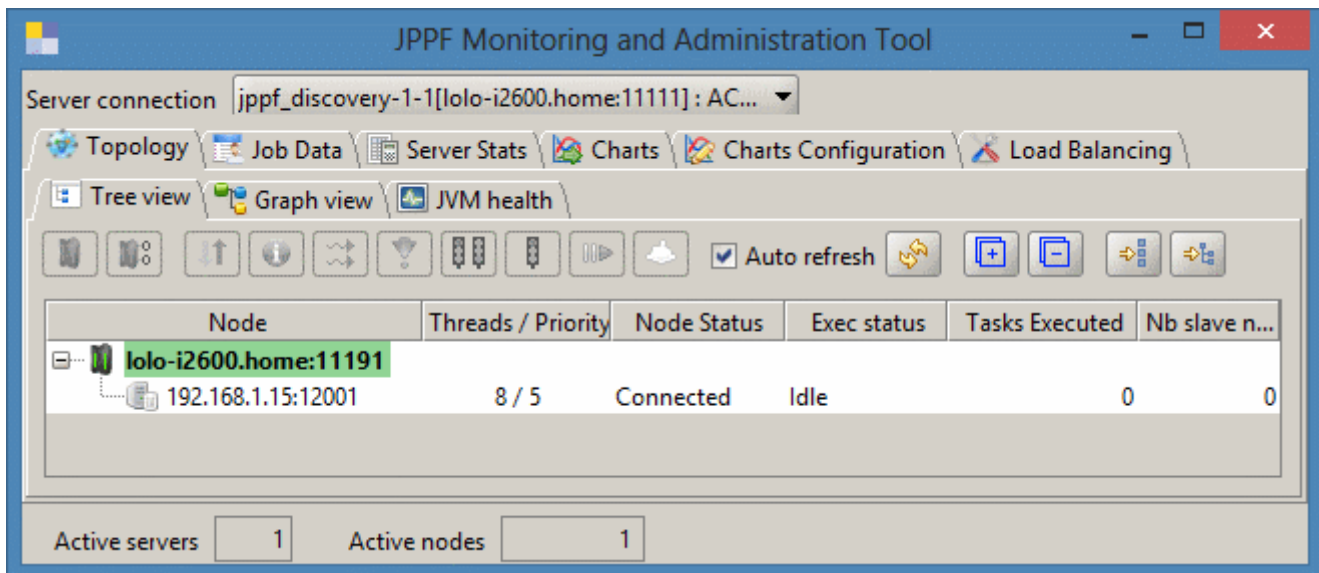 JPPF Monitoring and Administration Tool
Server connection jppf_discovery-1-1[lolo-i2600.home:11111] : AC...
Topology Job Data Server Stats Charts Charts Configuration Load Balancing
Tree view Graph view JVM health
Auto refresh
Node Threads / Priority Node Status Exec status Tasks Executed Nb slave n...
lolo-i2600.home:11191
192.168.1.15:12001 8 / 5 Connected Idle 0 0
Active servers 1 Active nodes 1